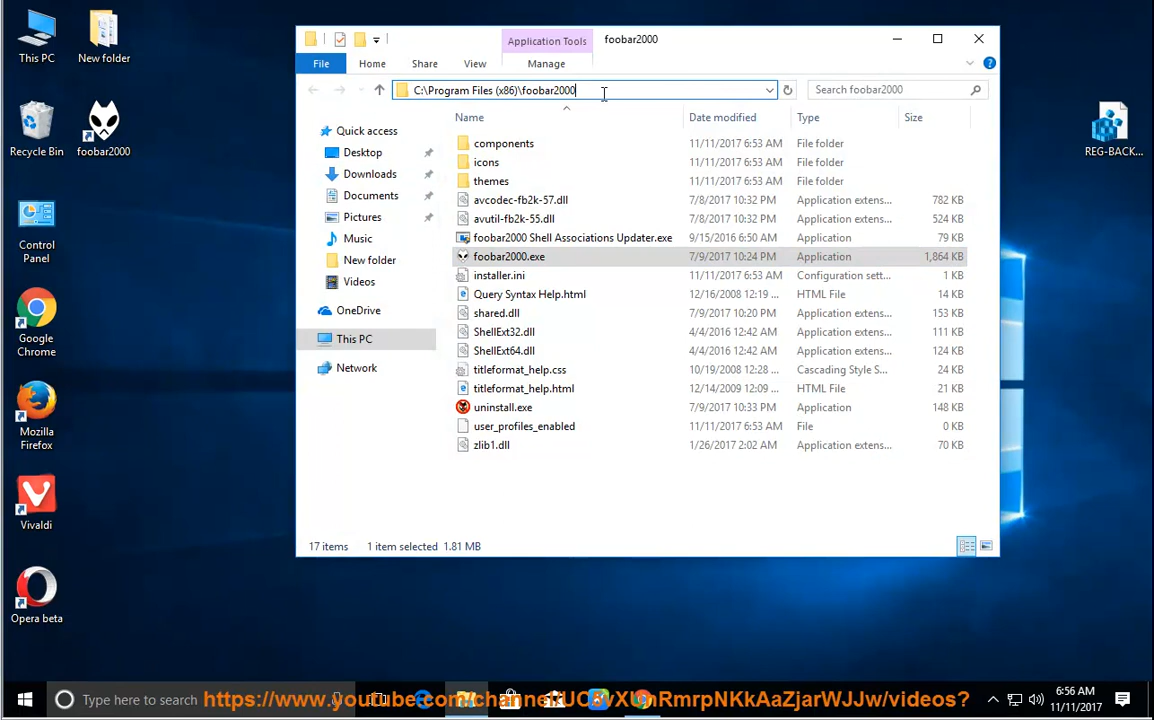 This PC
New folder
Recycle Bin
foobar2000
Control
Panel
Google
Chrome
Mozilla
Firefox
Vivaldi
Opera beta
REG-BACK...
Application Tools
foobar2000
File
Home
Share
View
Manage
C:\Program Files (x86)\foobar2000
Search foobar2000
Quick access
Desktop
Downloads
Documents
Pictures
Music
New folder
Videos
OneDrive
This PC
Network
Name Date modified Type Size
components 11/11/2017 6:53 AM File folder
icons 11/11/2017 6:53 AM File folder
themes 11/11/2017 6:53 AM File folder
avcodec-fb2k-57.dll 7/8/2017 10:32 PM Application extens... 782 KB
avutil-fb2k-55.dll 7/8/2017 10:32 PM Application extens... 524 KB
foobar2000 Shell Associations Updater.exe 9/15/2016 6:50 AM Application 79 KB
foobar2000.exe 7/9/2017 10:24 PM Application 1,864 KB
installer.ini 11/11/2017 6:53 AM Configuration sett... 1 KB
Query Syntax Help.html 12/16/2008 12:19 ... HTML File 14 KB
shared.dll 7/9/2017 10:20 PM Application extens... 153 KB
ShellExt32.dll 4/4/2016 12:42 AM Application extens... 111 KB
ShellExt64.dll 4/4/2016 12:42 AM Application extens... 124 KB
titleformat_help.css 10/19/2008 12:28 ... Cascading Style S... 24 KB
titleformat_help.html 12/14/2009 12:09 ... HTML File 21 KB
uninstall.exe 7/9/2017 10:33 PM Application 148 KB
user_profiles_enabled 11/11/2017 6:53 AM File 0 KB
zlib1.dll 1/26/2017 2:02 AM Application extens... 70 KB
17 items 1 item selected 1.81 MB
Type here to search
6:56 AM
11/11/2017